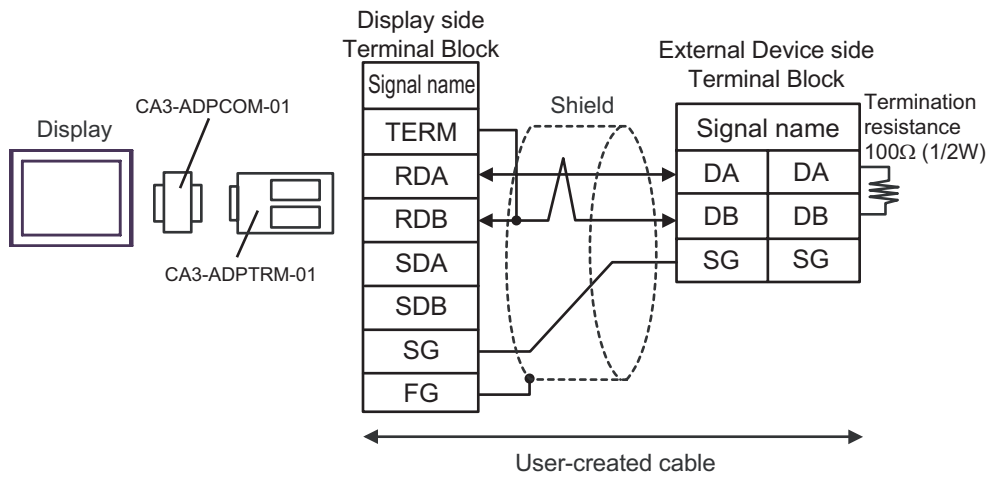 Display side
Terminal Block
Signal name
TERM
RDA
RDB
SDA
SDB
SG
FG
Display
CA3-ADPCOM-01
CA3-ADPTRM-01
Shield
External Device side
Terminal Block
Signal name
DA DA
DB DB
SG SG
Termination
resistance
100Ω (1/2W)
User-created cable